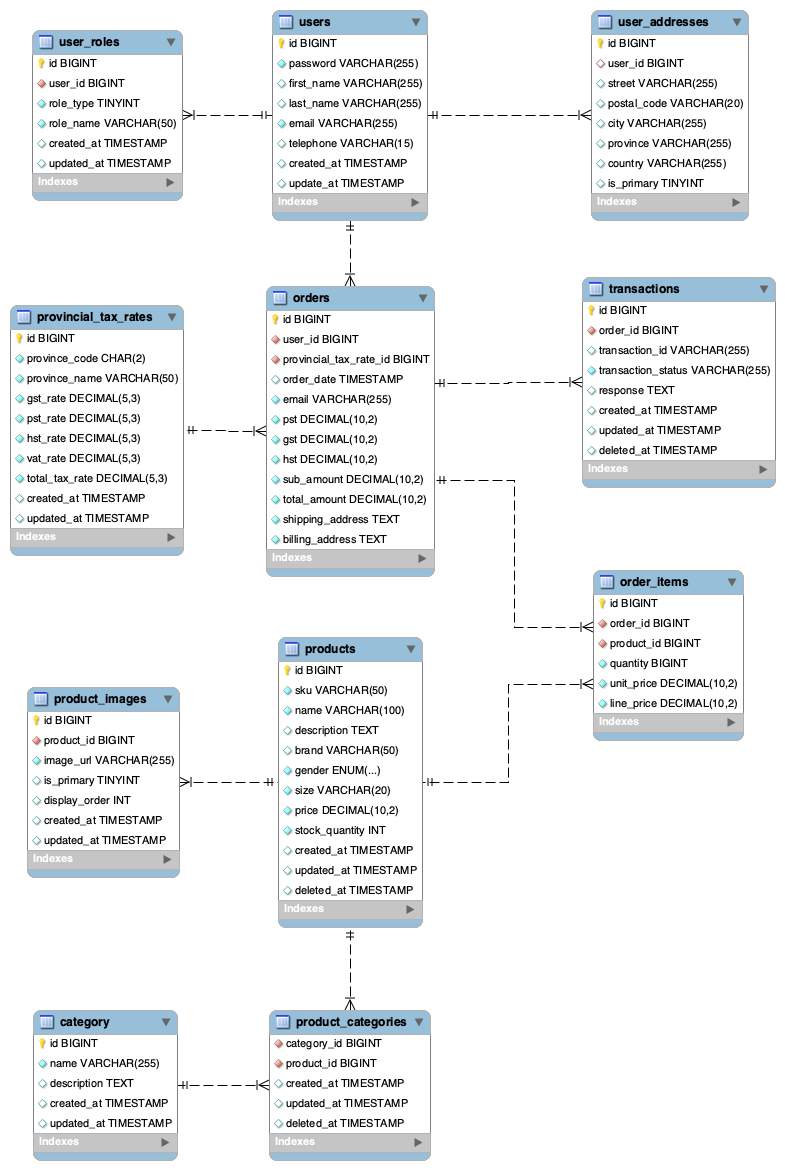 user_roles
id BIGINT
user_id BIGINT
role_type TINYINT
role_name VARCHAR(50)
created_at TIMESTAMP
updated_at TIMESTAMP
Indexes
users
id BIGINT
password VARCHAR(255)
first_name VARCHAR(255)
last_name VARCHAR(255)
email VARCHAR(255)
telephone VARCHAR(15)
created_at TIMESTAMP
update_at TIMESTAMP
Indexes
user_addresses
id BIGINT
user_id BIGINT
street VARCHAR(255)
postal_code VARCHAR(20)
city VARCHAR(255)
province VARCHAR(255)
country VARCHAR(255)
is_primary TINYINT
Indexes
provincial_tax_rates
id BIGINT
province_code CHAR(2)
province_name VARCHAR(50)
gst_rate DECIMAL(5,3)
pst_rate DECIMAL(5,3)
hst_rate DECIMAL(5,3)
vat_rate DECIMAL(5,3)
total_tax_rate DECIMAL(5,3)
created_at TIMESTAMP
updated_at TIMESTAMP
Indexes
orders
id BIGINT
user_id BIGINT
provincial_tax_rate_id BIGINT
order_date TIMESTAMP
email VARCHAR(255)
pst DECIMAL(10,2)
gst DECIMAL(10,2)
hst DECIMAL(10,2)
sub_amount DECIMAL(10,2)
total_amount DECIMAL(10,2)
shipping_address TEXT
billing_address TEXT
Indexes
transactions
id BIGINT
order_id BIGINT
transaction_id VARCHAR(255)
transaction_status VARCHAR(255)
response TEXT
created_at TIMESTAMP
updated_at TIMESTAMP
deleted_at TIMESTAMP
Indexes
order_items
id BIGINT
order_id BIGINT
product_id BIGINT
quantity BIGINT
unit_price DECIMAL(10,2)
line_price DECIMAL(10,2)
Indexes
product_images
id BIGINT
product_id BIGINT
image_url VARCHAR(255)
is_primary TINYINT
display_order INT
created_at TIMESTAMP
updated_at TIMESTAMP
Indexes
products
id BIGINT
sku VARCHAR(50)
name VARCHAR(100)
description TEXT
brand VARCHAR(50)
gender ENUM(...)
size VARCHAR(20)
price DECIMAL(10,2)
stock_quantity INT
created_at TIMESTAMP
updated_at TIMESTAMP
deleted_at TIMESTAMP
Indexes
category
id BIGINT
name VARCHAR(255)
description TEXT
created_at TIMESTAMP
updated_at TIMESTAMP
Indexes
product_categories
category_id BIGINT
product_id BIGINT
created_at TIMESTAMP
updated_at TIMESTAMP
deleted_at TIMESTAMP
Indexes